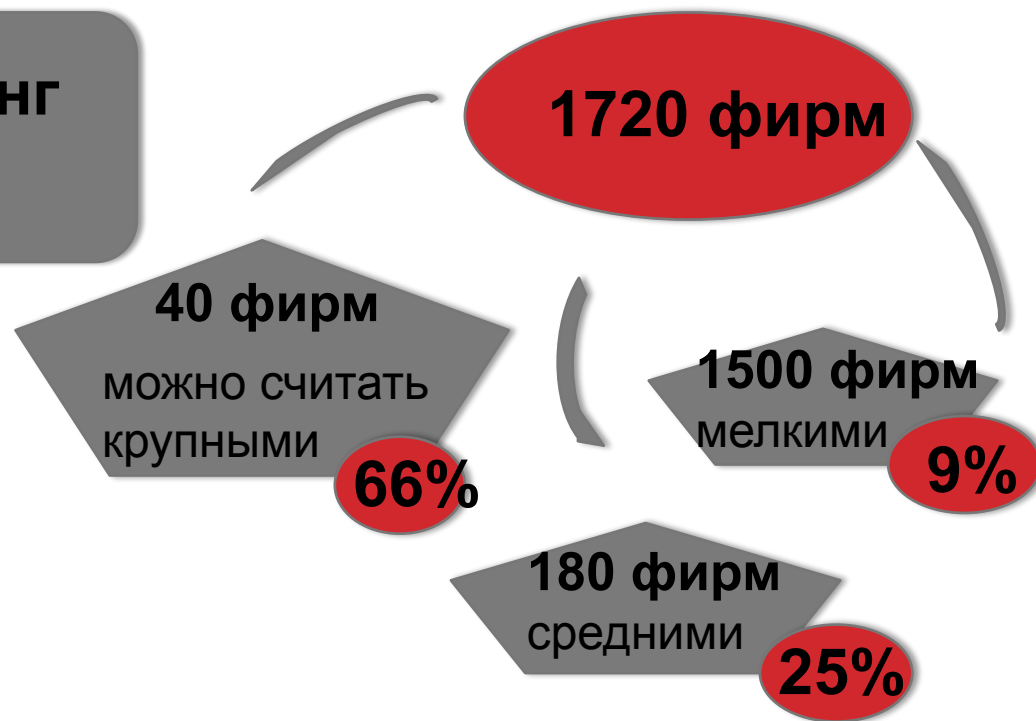 нг
1720 фирм
40 фирм
можно считать
крупными
66%
1500 фирм
мелкими
9%
180 фирм
средними
25%